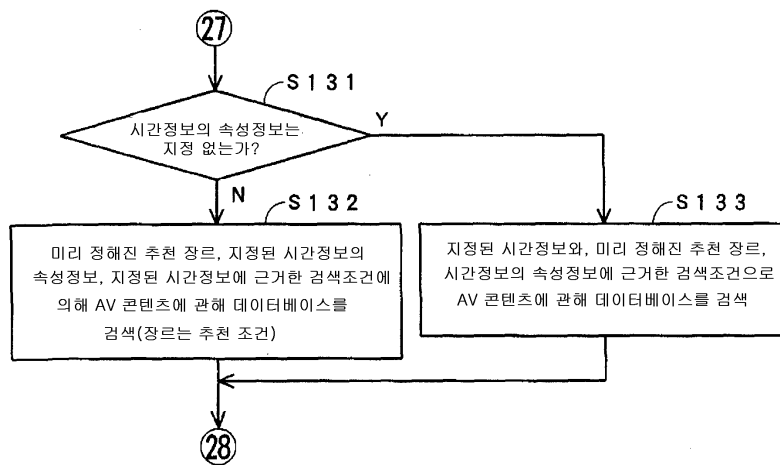 27
S131
시간정보의 속성정보는
지정 없는가?
Y
N
S132
미리 정해진 추천 장르, 지정된 시간정보의
속성정보, 지정된 시간정보에 근거한 검색조건에
의해 AV 콘텐츠에 관해 데이터베이스를
검색(장르는 추천 조건)
S133
지정된 시간정보와, 미리 정해진 추천 장르,
시간정보의 속성정보에 근거한 검색조건으로
AV 콘텐츠에 관해 데이터베이스를 검색
28